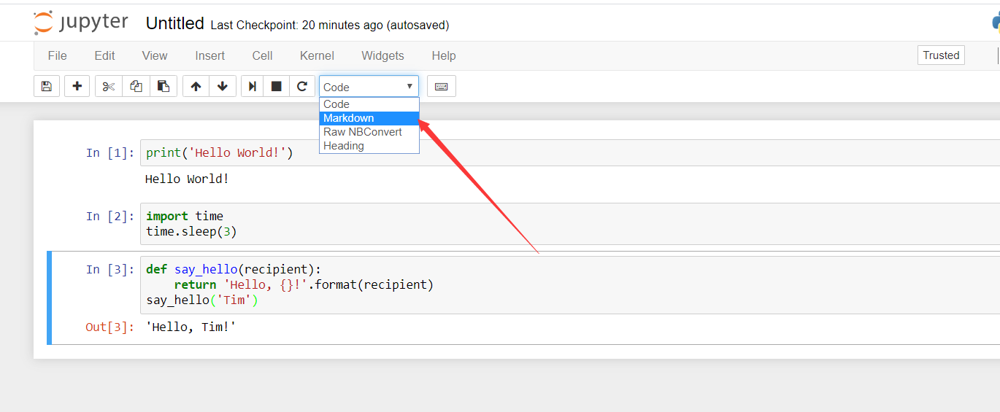 jupyter Untitled Last Checkpoint: 20 minutes ago (autosaved)
File Edit View Insert Cell Kernel Widgets Help Trusted
Code
Code
Markdown
Raw NBConvert
Heading
In [1]: print('Hello World!')
Hello World!
In [2]: import time
time.sleep(3)
In [3]: def say_hello(recipient):
    return 'Hello, {}!'.format(recipient)
say_hello('Tim')
Out[3]: 'Hello, Tim!'